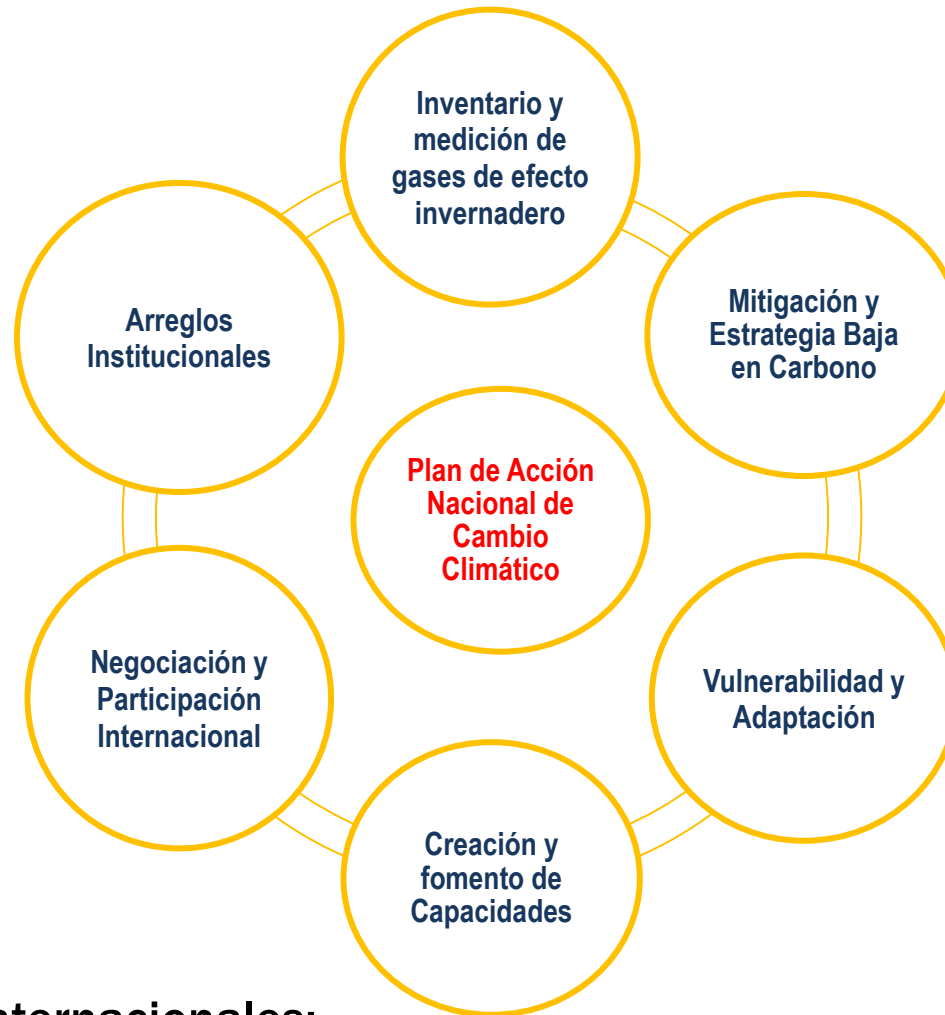 Inventario y
medición de
gases de efecto
invernadero
Arreglos
Institucionales
Mitigación y
Estrategia Baja
en Carbono
Plan de Acción
Nacional de
Cambio
Climático
Negociación y
Participación
Internacional
Vulnerabilidad y
Adaptación
Creación y
fomento de
Capacidades
nternacionales: